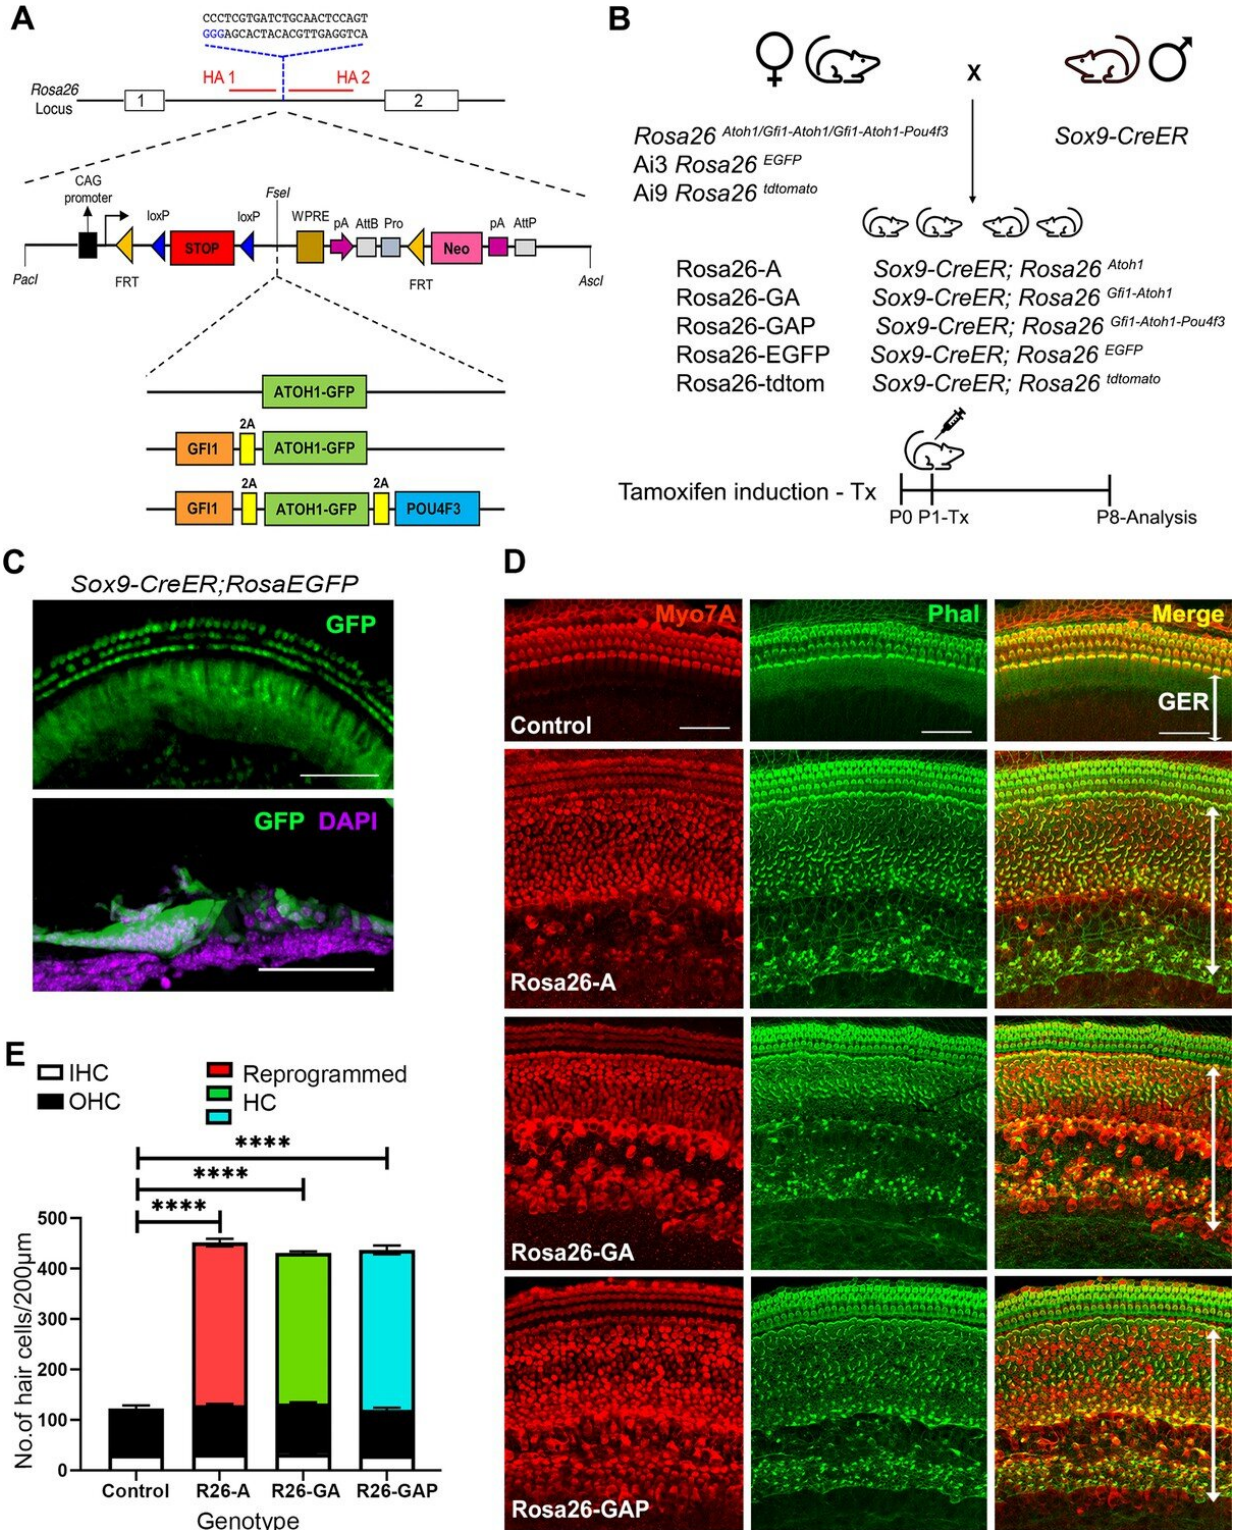 A
CCCTCGTGATCTGCAACTCCAGT
GGGAGCACTACACGTTGAGGTCA
HA 1
HA 2
Rosa26
Locus
1
2
CAG
promoter
loxP
loxP
FseI
WPRE
pA
AttB
Pro
pA
AttP
STOP
Neo
PacI
FRT
FRT
AscI
ATOH1-GFP
2A
GFI1
ATOH1-GFP
2A
2A
GFI1
ATOH1-GFP
POU4F3
B
X
Rosa26 Atoh1/Gfi1-Atoh1/Gfi1-Atoh1-Pou4f3
Sox9-CreER
Ai3 Rosa26 EGFP
Ai9 Rosa26 tdtomato
Rosa26-A Sox9-CreER; Rosa26 Atoh1
Rosa26-GA Sox9-CreER; Rosa26 Gfi1-Atoh1
Rosa26-GAP Sox9-CreER; Rosa26 Gfi1-Atoh1-Pou4f3
Rosa26-EGFP Sox9-CreER; Rosa26 EGFP
Rosa26-tdtom Sox9-CreER; Rosa26 tdtomato
Tamoxifen induction - Tx
P0 P1-Tx
P8-Analysis
C
Sox9-CreER;RosaEGFP
GFP
GFP DAPI
D
Myo7A
Phal
Merge
Control
GER
Rosa26-A
Rosa26-GA
Rosa26-GAP
E
IHC
OHC
Reprogrammed
HC
****
****
****
No.of hair cells/200µm
500
400
300
200
100
0
Control
R26-A
R26-GA
R26-GAP
Genotype